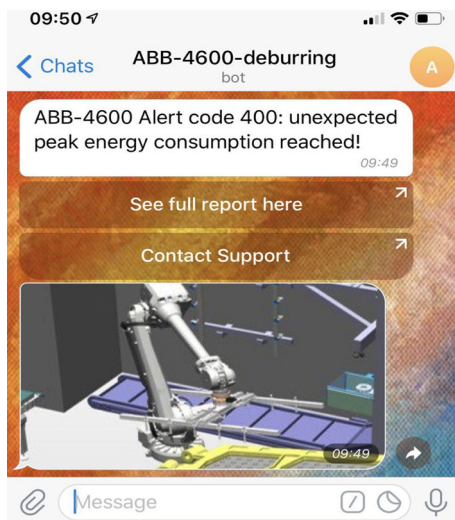 09:50
Chats
ABB-4600-deburring
bot
A
ABB-4600 Alert code 400: unexpected
peak energy consumption reached!
09:49
See full report here
Contact Support
09:49
Message